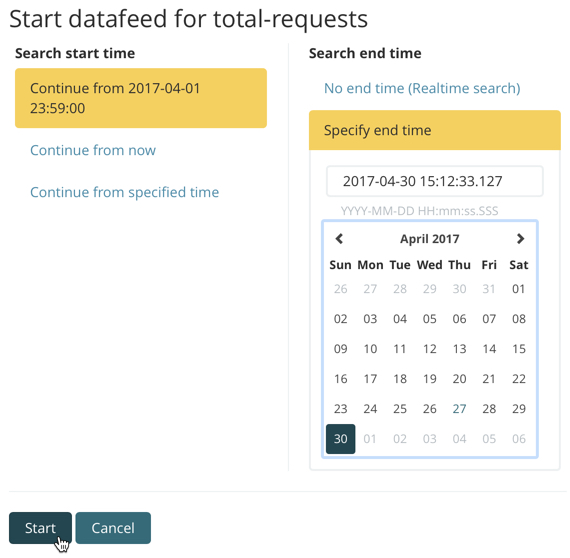 Start datafeed for total-requests
Search start time
Continue from 2017-04-01
23:59:00
Continue from now
Continue from specified time
Search end time
No end time (Realtime search)
Specify end time
2017-04-30 15:12:33.127
YYYY-MM-DD HH:mm:ss.SSS
April 2017
Sun Mon Tue Wed Thu Fri Sat
26 27 28 29 30 31 01
02 03 04 05 06 07 08
09 10 11 12 13 14 15
16 17 18 19 20 21 22
23 24 25 26 27 28 29
30 01 02 03 04 05 06
Start Cancel